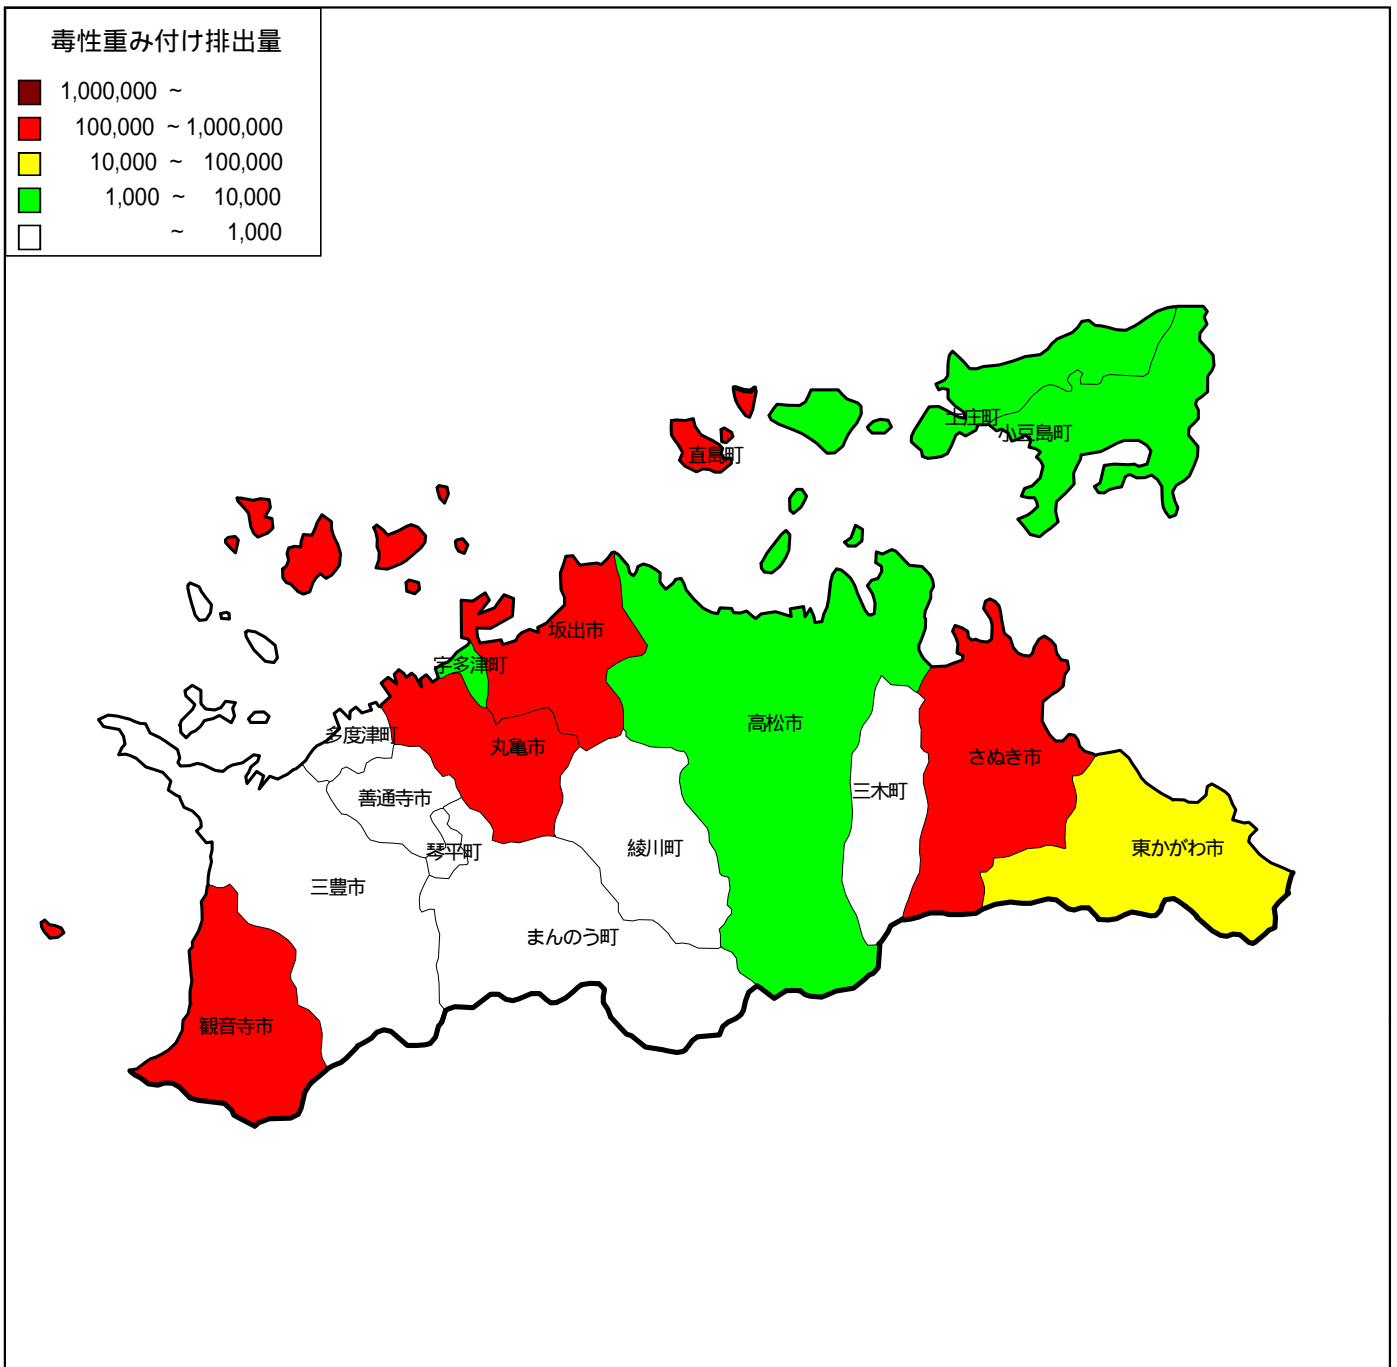 毒性重み付け排出量
1,000,000 ~
100,000 ~ 1,000,000
10,000 ~ 100,000
1,000 ~ 10,000
~ 1,000
土庄町
小豆島町
直島町
坂出市
宇多津町
高松市
多度津町
丸亀市
さぬき市
三木町
善通寺市
綾川町
琴平町
東かがわ市
三豊市
まんのう町
観音寺市